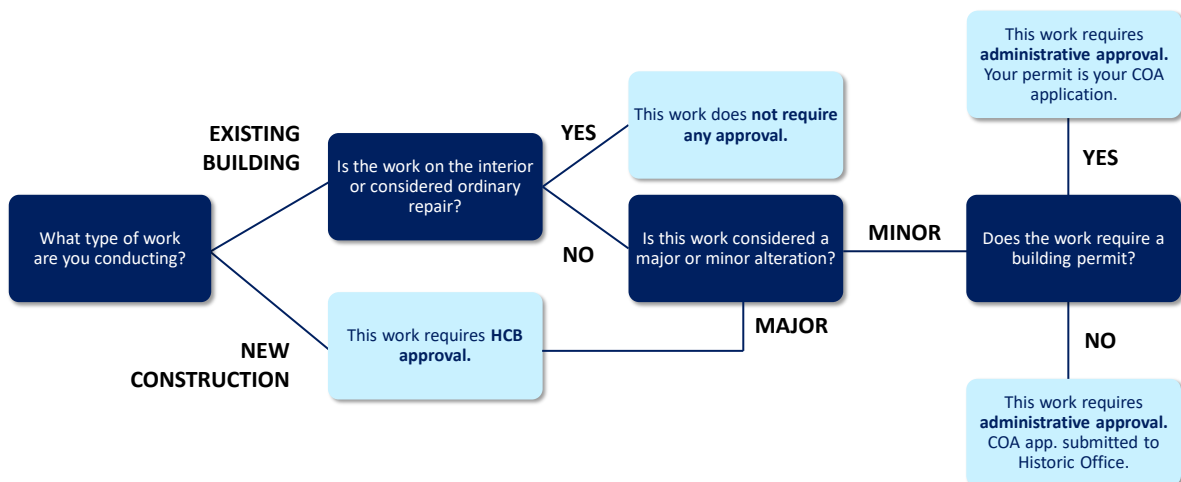 What type of work
are you conducting?
EXISTING
BUILDING
Is the work on the interior
or considered ordinary
repair?
YES
This work does not require
any approval.
NO
Is this work considered a
major or minor alteration?
MINOR
Does the work require a
building permit?
YES
This work requires
administrative approval.
Your permit is your COA
application.
NO
This work requires
administrative approval.
COA app. submitted to
Historic Office.
MAJOR
NEW
CONSTRUCTION
This work requires HCB
approval.